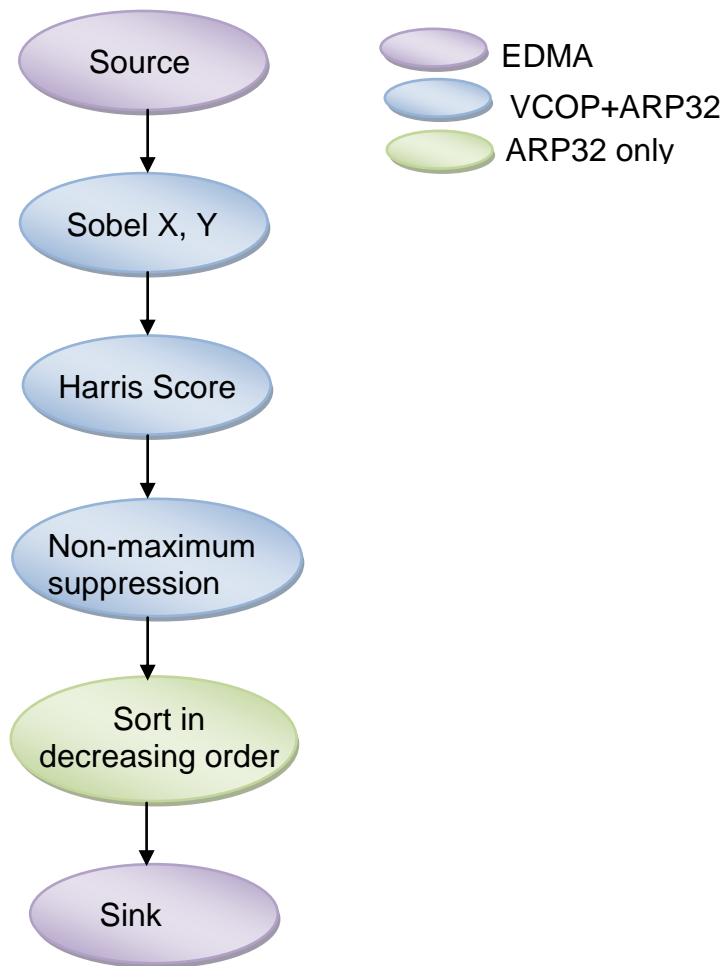 Source
EDMA
VCOP+ARP32
ARP32 only
Sobel X, Y
Harris Score
Non-maximum
suppression
Sort in
decreasing order
Sink